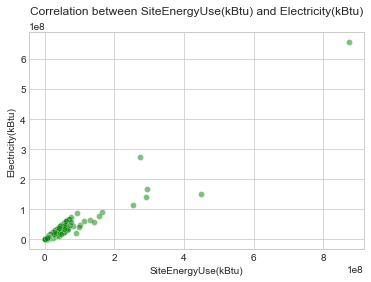 Correlation between SiteEnergyUse(kBtu) and Electricity(kBtu)
1e8
6
5
4
3
2
1
0
Electricity(kBtu)
0 2 4 6 8
SiteEnergyUse(kBtu)
1e8